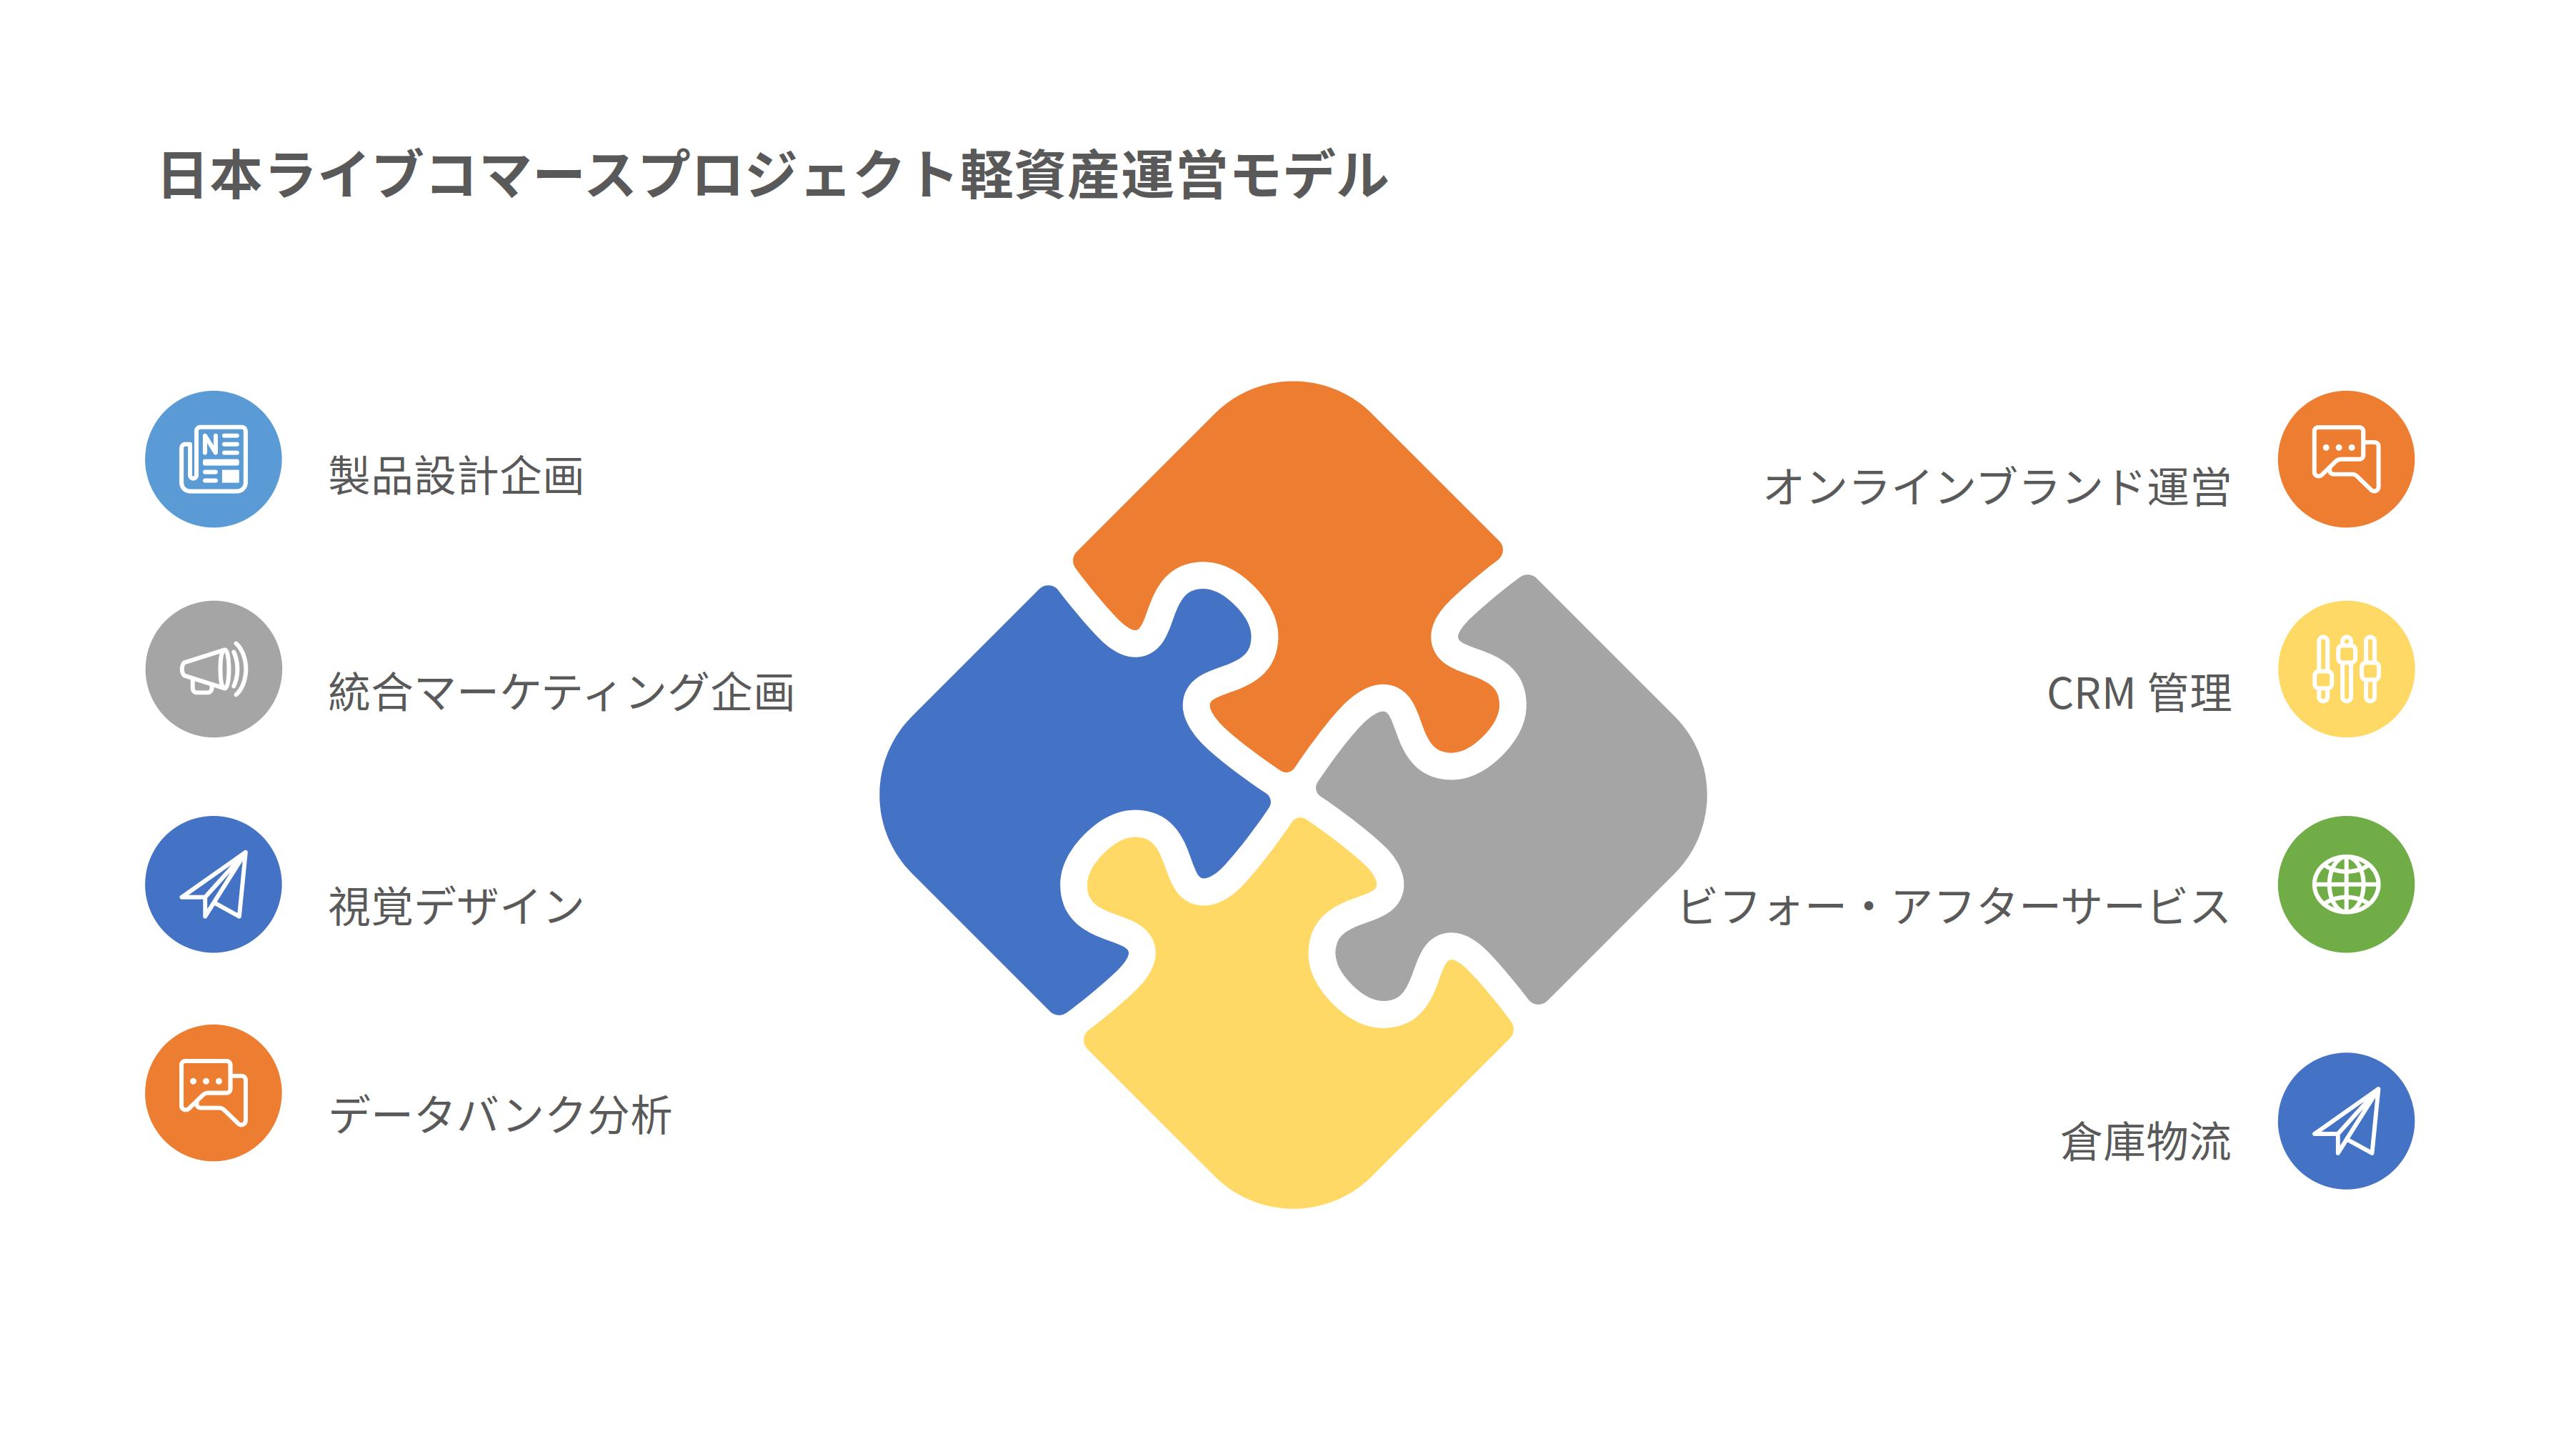 日本ライブコマースプロジェクト軽資産運営モデル
製品設計企画
統合マーケティング企画
視覚デザイン
データバンク分析
オンラインブランド運営
CRM 管理
ビフォー・アフターサービス
倉庫物流